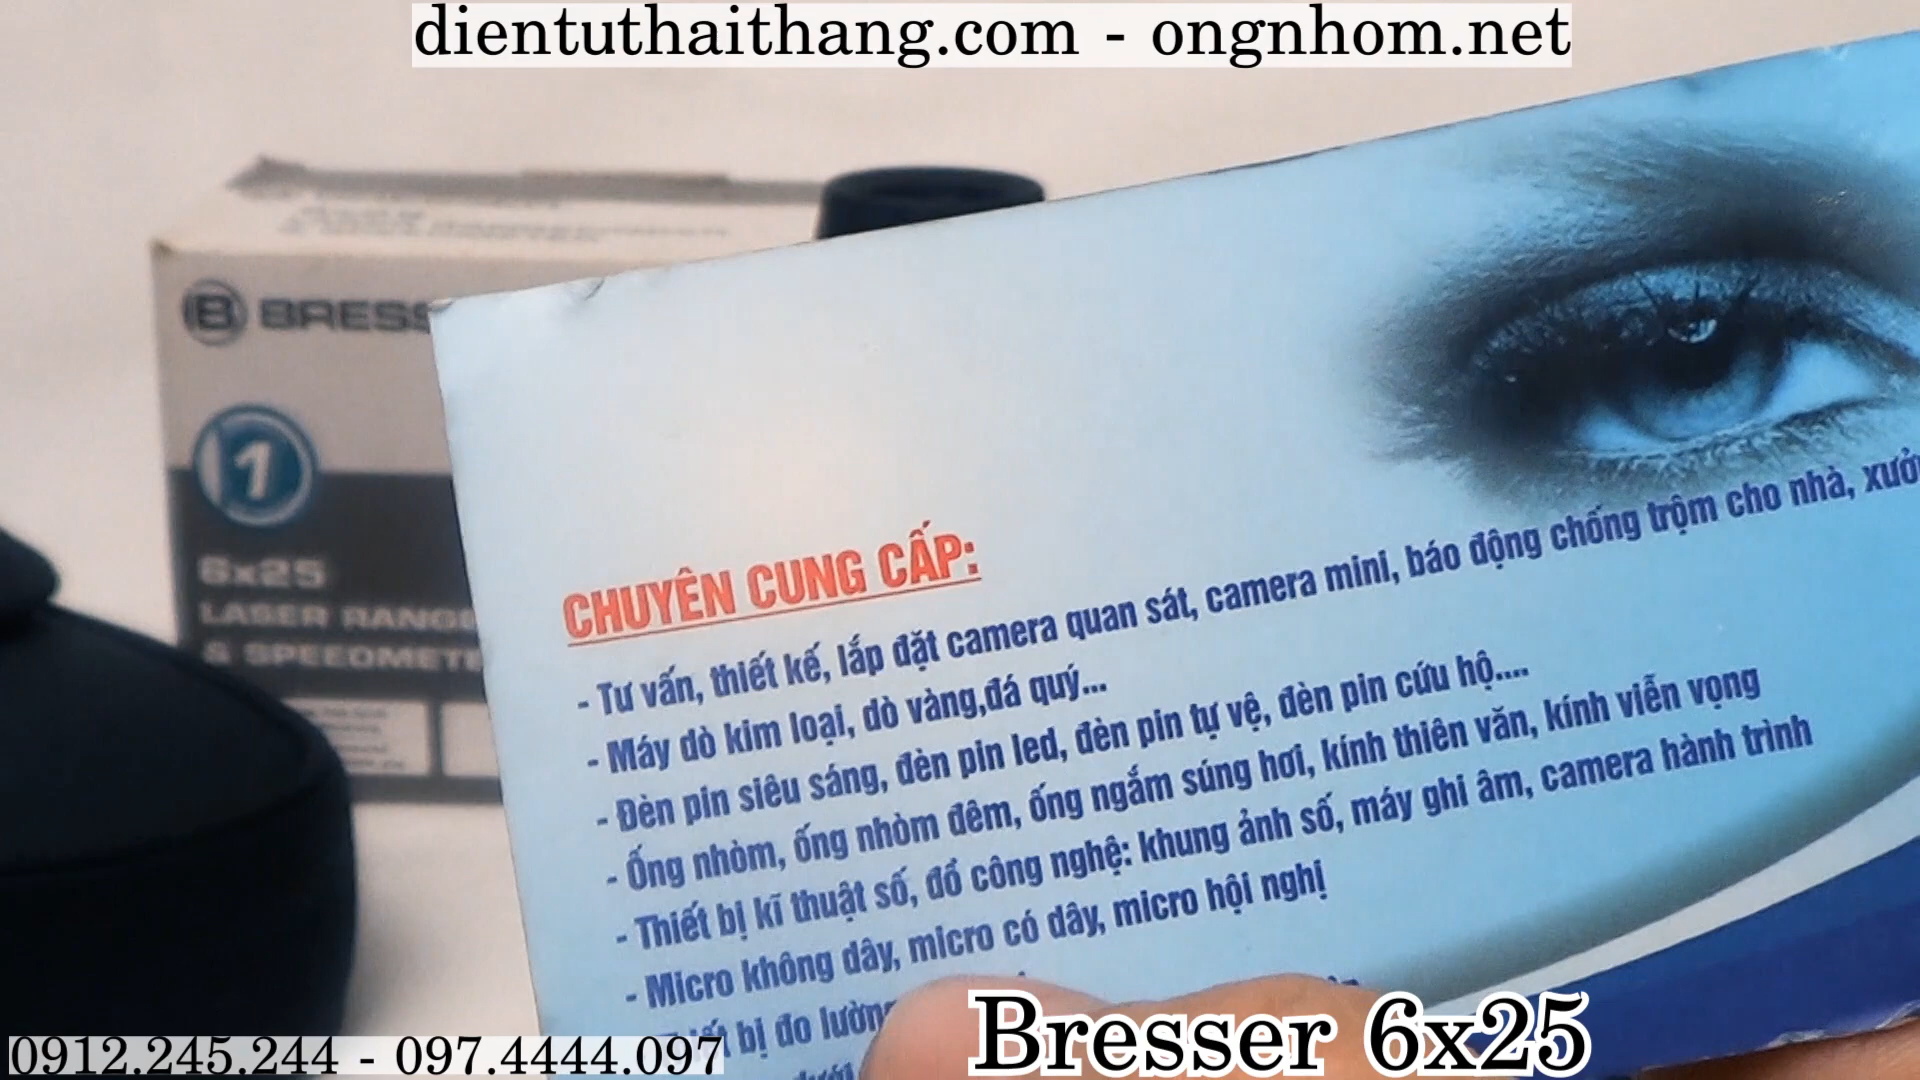 dientuthaithang.com - ongnhom.net
B BRESS
1
6x25
LASER RANGE
& SPEEDOMETE
CHUYÊN CUNG CẤP:
- Tư vấn, thiết kế, lắp đặt camera quan sát, camera mini, báo động chống trộm cho nhà, xưở
- Máy dò kim loại, dò vàng,đá quý...
- Đèn pin siêu sáng, đèn pin led, đèn pin tự vệ, đèn pin cứu hộ....
- Ống nhòm, ống nhòm đêm, ống ngắm súng hơi, kính thiên văn, kính viễn vọng
- Thiết bị kĩ thuật số, đồ công nghệ: khung ảnh số, máy ghi âm, camera hành trình
- Micro không dây, micro có dây, micro hội nghị
bị đo lường
Bresser 6x25
0912.245.244 - 097.4444.097